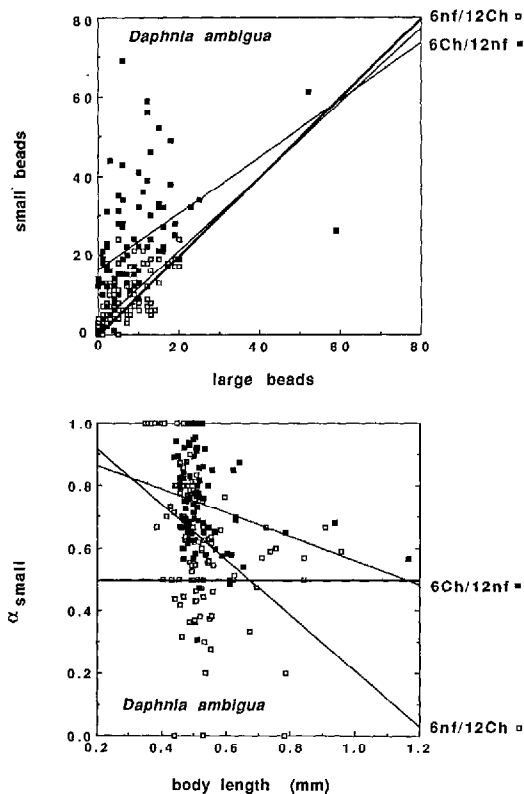 80
6nf/12Ch
Daphnia ambigua
6Ch/12nf
60
small beads
40
20
0
0 20 40 60 80
large beads
1.0
0.8
0.6
α small
6Ch/12nf
0.4
0.2
Daphnia ambigua
6nf/12Ch
0.0
0.2 0.4 0.6 0.8 1.0 1.2
body length (mm)